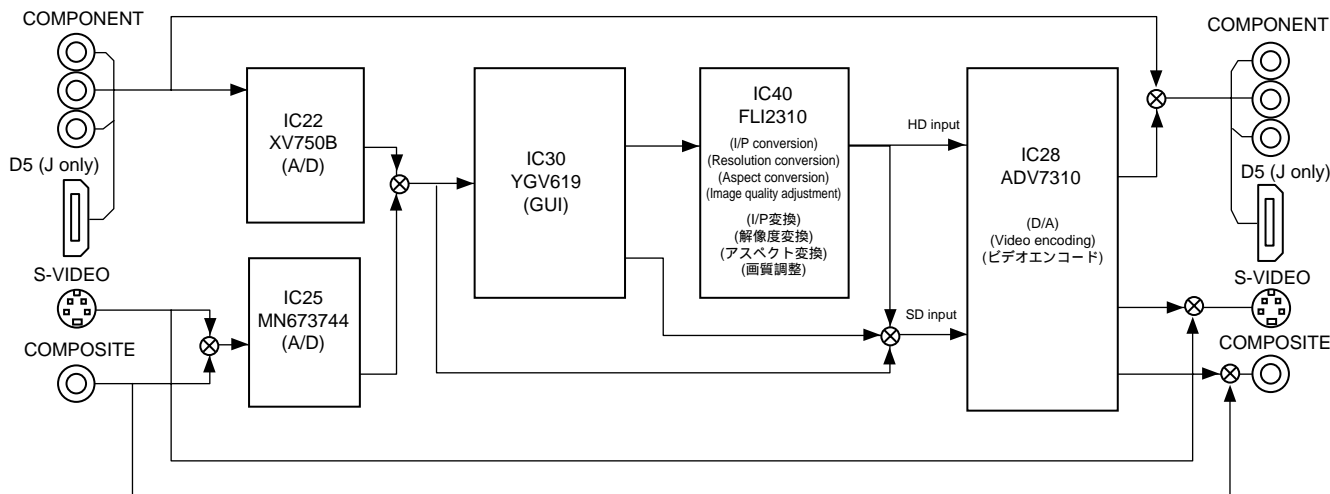 COMPONENT
D5 (J only)
S-VIDEO
COMPOSITE
IC22
XV750B
(A/D)
IC25
MN673744
(A/D)
IC30
YGV619
(GUI)
IC40
FLI2310
(I/P conversion)
(Resolution conversion)
(Aspect conversion)
(Image quality adjustment)
(I/P変換)
(解像度変換)
(アスペクト変換)
(画質調整)
HD input
SD input
IC28
ADV7310
(D/A)
(Video encoding)
(ビデオエンコード)
COMPONENT
D5 (J only)
S-VIDEO
COMPOSITE